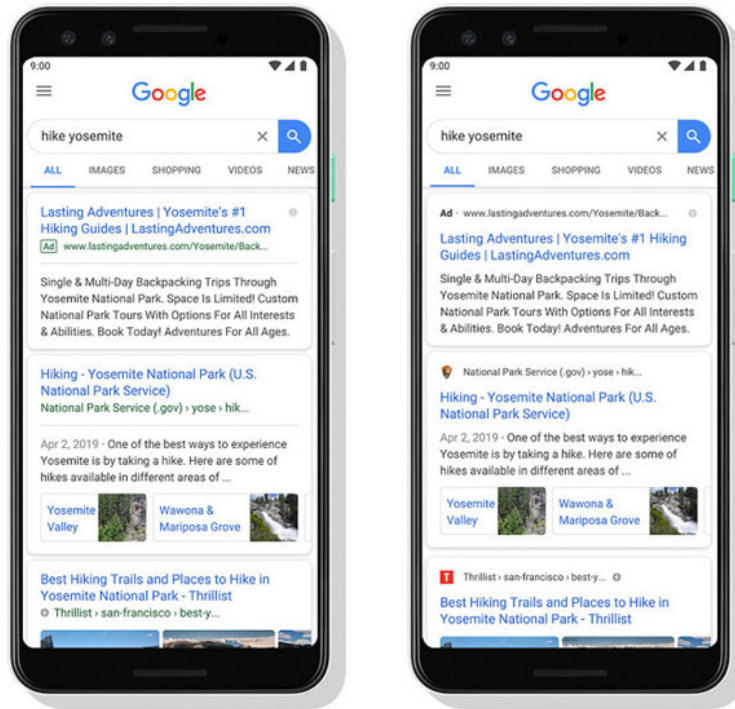 9:00
Google
hike yosemite
ALL IMAGES SHOPPING VIDEOS NEWS
Lasting Adventures | Yosemite's #1
Hiking Guides | LastingAdventures.com
Ad www.lastingadventures.com/Yosemite/Back...
Single & Multi-Day Backpacking Trips Through
Yosemite National Park. Space Is Limited! Custom
National Park Tours With Options For All Interests
& Abilities. Book Today! Adventures For All Ages.
Hiking - Yosemite National Park (U.S.
National Park Service)
National Park Service (.gov) › yose › hik...
Apr 2, 2019 · One of the best ways to experience
Yosemite is by taking a hike. Here are some of
hikes available in different areas of ...
Yosemite
Valley
Wawona &
Mariposa Grove
Best Hiking Trails and Places to Hike in
Yosemite National Park - Thrillist
Thrillist › san-francisco › best-y...
9:00
Google
hike yosemite
ALL IMAGES SHOPPING VIDEOS NEWS
Ad · www.lastingadventures.com/Yosemite/Back...
Lasting Adventures | Yosemite's #1 Hiking
Guides | LastingAdventures.com
Single & Multi-Day Backpacking Trips Through
Yosemite National Park. Space Is Limited! Custom
National Park Tours With Options For All Interests
& Abilities. Book Today! Adventures For All Ages.
National Park Service (.gov) › yose › hik...
Hiking - Yosemite National Park (U.S.
National Park Service)
Apr 2, 2019 · One of the best ways to experience
Yosemite is by taking a hike. Here are some of
hikes available in different areas of ...
Yosemite
Valley
Wawona &
Mariposa Grove
T Thrillist › san-francisco › best-y...
Best Hiking Trails and Places to Hike in
Yosemite National Park - Thrillist